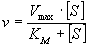 ν = V_max · [S] / K_M + [S]